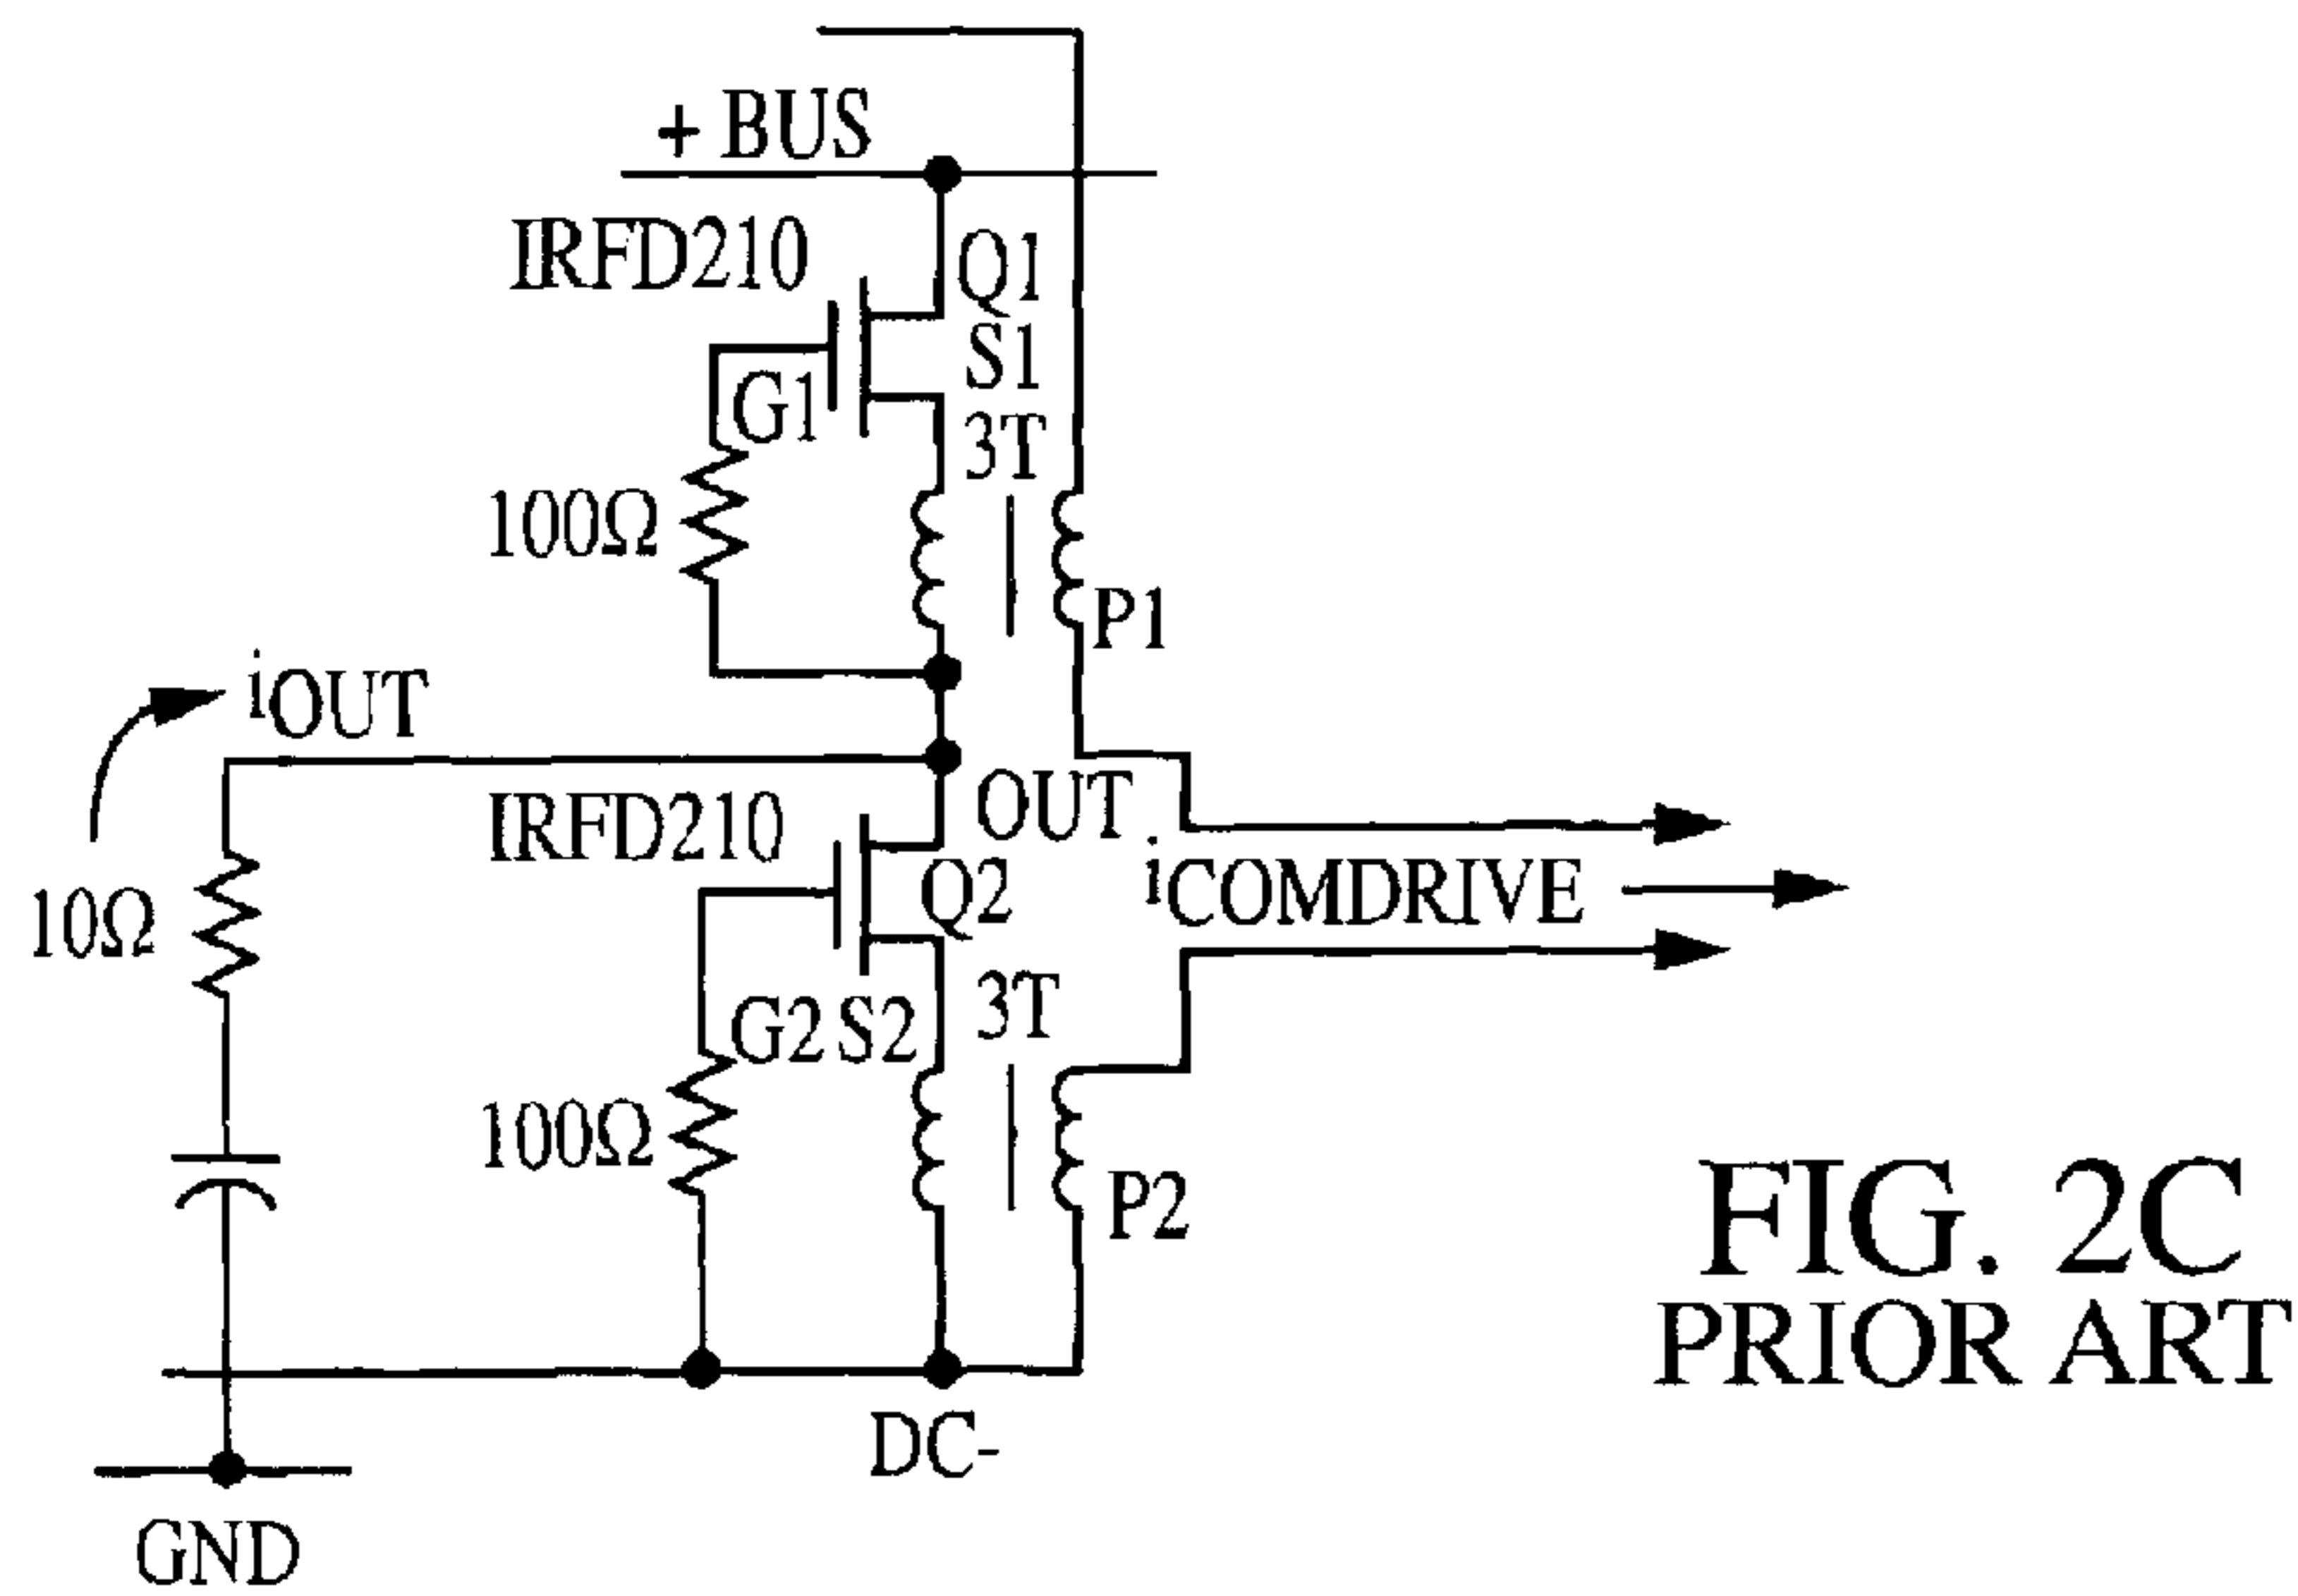 + BUS
IRFD210
Q1
S1
G1
3T
100Ω
P1
iOUT
OUT
IRFD210
Q2
iCOMDRIVE
10Ω
G2 S2
3T
100Ω
P2
DC-
GND
FIG. 2C
PRIOR ART